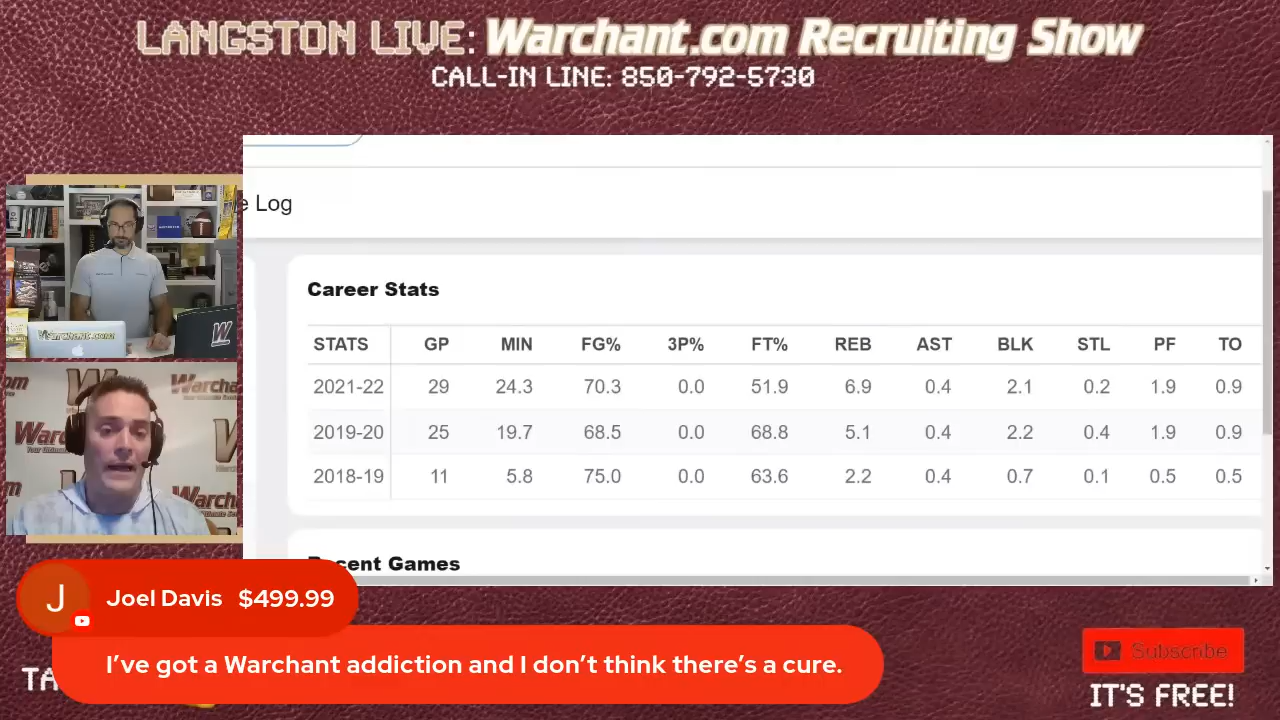 LANGSTON LIVE: Warchant.com Recruiting Show
CALL-IN LINE: 850-792-5730
e Log
Career Stats
STATS GP MIN FG% 3P% FT% REB AST BLK STL PF TO
2021-22 29 24.3 70.3 0.0 51.9 6.9 0.4 2.1 0.2 1.9 0.9
2019-20 25 19.7 68.5 0.0 68.8 5.1 0.4 2.2 0.4 1.9 0.9
2018-19 11 5.8 75.0 0.0 63.6 2.2 0.4 0.7 0.1 0.5 0.5
cent Games
J
Joel Davis $499.99
I've got a Warchant addiction and I don't think there's a cure.
TA
Subscribe
IT'S FREE!